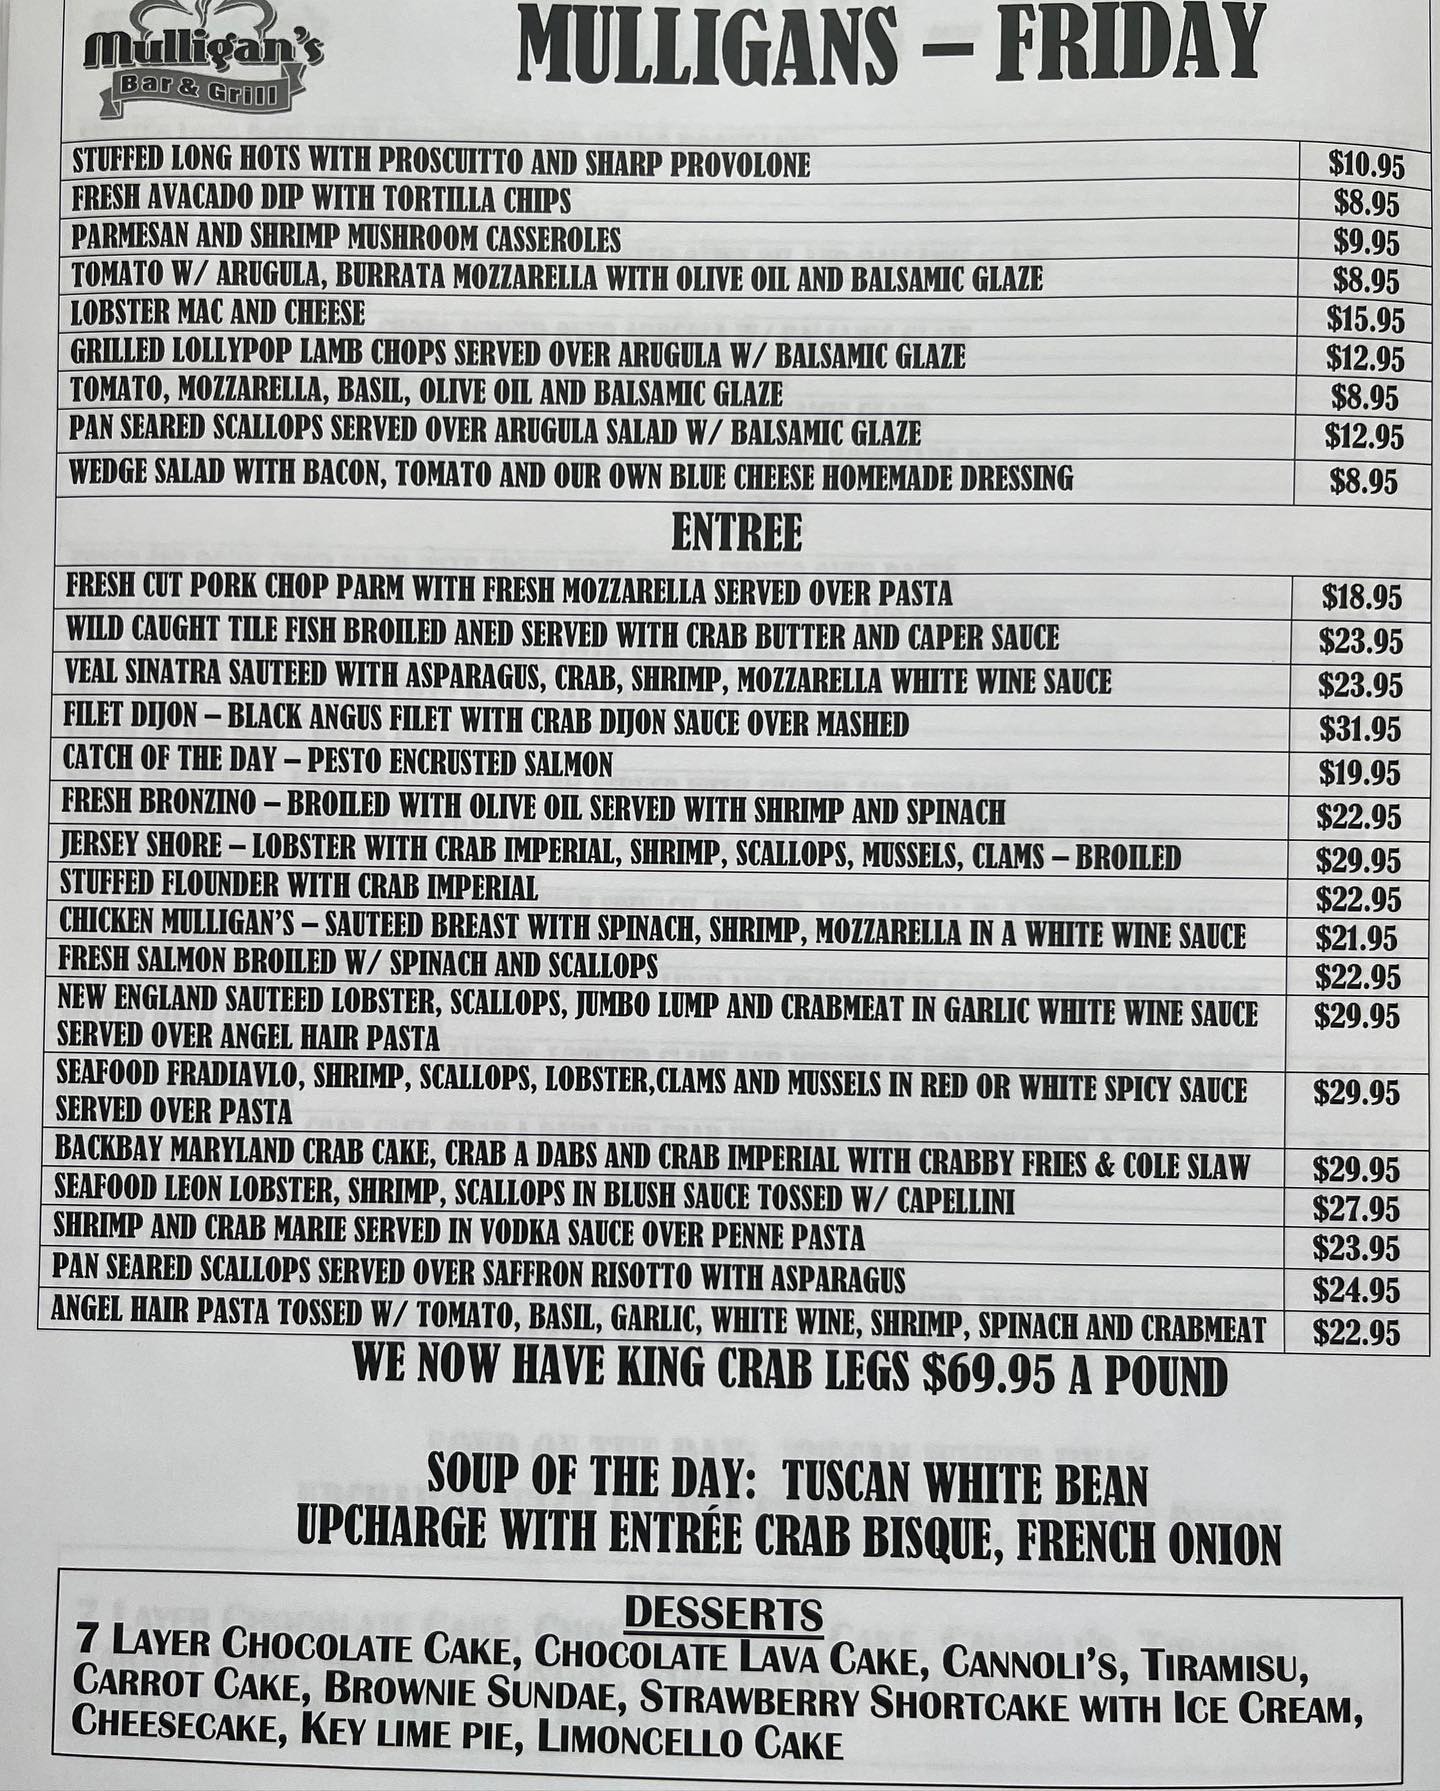 Mulligan's
Bar & Grill
MULLIGANS – FRIDAY
STUFFED LONG HOTS WITH PROSCUITTO AND SHARP PROVOLONE $10.95
FRESH AVACADO DIP WITH TORTILLA CHIPS $8.95
PARMESAN AND SHRIMP MUSHROOM CASSEROLES $9.95
TOMATO W/ ARUGULA, BURRATA MOZZARELLA WITH OLIVE OIL AND BALSAMIC GLAZE $8.95
LOBSTER MAC AND CHEESE $15.95
GRILLED LOLLYPOP LAMB CHOPS SERVED OVER ARUGULA W/ BALSAMIC GLAZE $12.95
TOMATO, MOZZARELLA, BASIL, OLIVE OIL AND BALSAMIC GLAZE $8.95
PAN SEARED SCALLOPS SERVED OVER ARUGULA SALAD W/ BALSAMIC GLAZE $12.95
WEDGE SALAD WITH BACON, TOMATO AND OUR OWN BLUE CHEESE HOMEMADE DRESSING $8.95
ENTREE
FRESH CUT PORK CHOP PARM WITH FRESH MOZZARELLA SERVED OVER PASTA $18.95
WILD CAUGHT TILE FISH BROILED ANED SERVED WITH CRAB BUTTER AND CAPER SAUCE $23.95
VEAL SINATRA SAUTEED WITH ASPARAGUS, CRAB, SHRIMP, MOZZARELLA WHITE WINE SAUCE $23.95
FILET DIJON – BLACK ANGUS FILET WITH CRAB DIJON SAUCE OVER MASHED $31.95
CATCH OF THE DAY – PESTO ENCRUSTED SALMON $19.95
FRESH BRONZINO – BROILED WITH OLIVE OIL SERVED WITH SHRIMP AND SPINACH $22.95
JERSEY SHORE – LOBSTER WITH CRAB IMPERIAL, SHRIMP, SCALLOPS, MUSSELS, CLAMS – BROILED $29.95
STUFFED FLOUNDER WITH CRAB IMPERIAL $22.95
CHICKEN MULLIGAN'S – SAUTEED BREAST WITH SPINACH, SHRIMP, MOZZARELLA IN A WHITE WINE SAUCE $21.95
FRESH SALMON BROILED W/ SPINACH AND SCALLOPS $22.95
NEW ENGLAND SAUTEED LOBSTER, SCALLOPS, JUMBO LUMP AND CRABMEAT IN GARLIC WHITE WINE SAUCE $29.95
SERVED OVER ANGEL HAIR PASTA
SEAFOOD FRADIAVLO, SHRIMP, SCALLOPS, LOBSTER,CLAMS AND MUSSELS IN RED OR WHITE SPICY SAUCE $29.95
SERVED OVER PASTA
BACKBAY MARYLAND CRAB CAKE, CRAB A DABS AND CRAB IMPERIAL WITH CRABBY FRIES & COLE SLAW $29.95
SEAFOOD LEON LOBSTER, SHRIMP, SCALLOPS IN BLUSH SAUCE TOSSED W/ CAPELLINI $27.95
SHRIMP AND CRAB MARIE SERVED IN VODKA SAUCE OVER PENNE PASTA $23.95
PAN SEARED SCALLOPS SERVED OVER SAFFRON RISOTTO WITH ASPARAGUS $24.95
ANGEL HAIR PASTA TOSSED W/ TOMATO, BASIL, GARLIC, WHITE WINE, SHRIMP, SPINACH AND CRABMEAT $22.95
WE NOW HAVE KING CRAB LEGS $69.95 A POUND
SOUP OF THE DAY: TUSCAN WHITE BEAN
UPCHARGE WITH ENTRÉE CRAB BISQUE, FRENCH ONION
DESSERTS
7 LAYER CHOCOLATE CAKE, CHOCOLATE LAVA CAKE, CANNOLI'S, TIRAMISU,
CARROT CAKE, BROWNIE SUNDAE, STRAWBERRY SHORTCAKE WITH ICE CREAM,
CHEESECAKE, KEY LIME PIE, LIMONCELLO CAKE